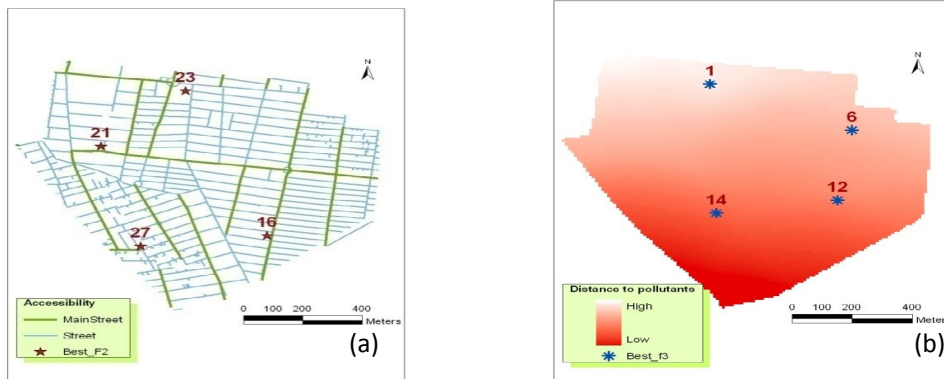 N
23
21
16
27
Accessibility
MainStreet
Street
Best_F2
0 100 200 400
Meters
(a)
N
1
6
12
14
Distance to pollutants
High
Low
Best_f3
0 100 200 400
Meter
(b)